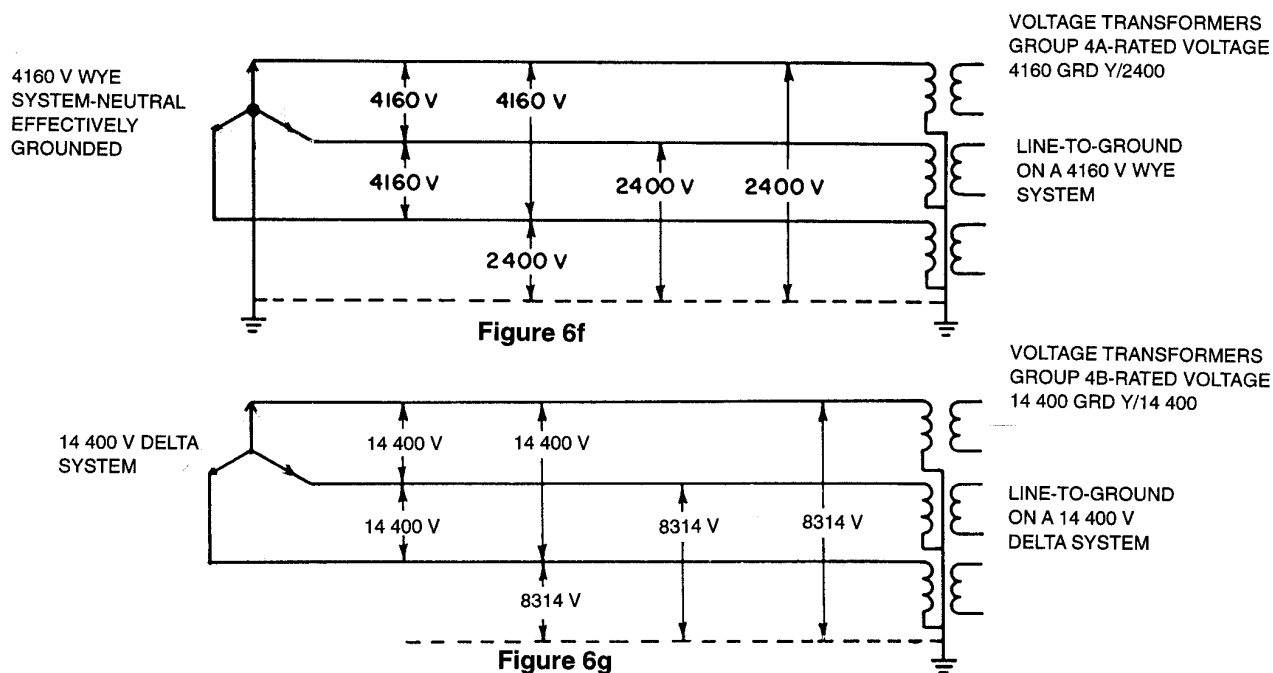 4160 V WYE
SYSTEM-NEUTRAL
EFFECTIVELY
GROUNDED
4160 V
4160 V
4160 V
2400 V
2400 V
2400 V
VOLTAGE TRANSFORMERS
GROUP 4A-RATED VOLTAGE
4160 GRD Y/2400
LINE-TO-GROUND
ON A 4160 V WYE
SYSTEM
Figure 6f
14 400 V DELTA
SYSTEM
14 400 V
14 400 V
14 400 V
8314 V
8314 V
8314 V
VOLTAGE TRANSFORMERS
GROUP 4B-RATED VOLTAGE
14 400 GRD Y/14 400
LINE-TO-GROUND
ON A 14 400 V
DELTA SYSTEM
Figure 6g